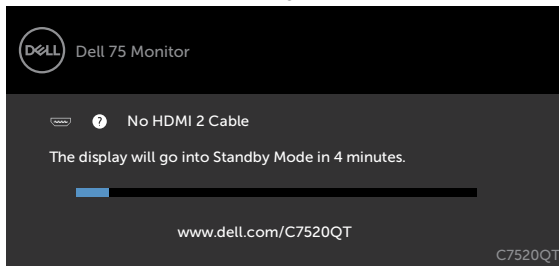 DELL Dell 75 Monitor
? No HDMI 2 Cable
The display will go into Standby Mode in 4 minutes.
www.dell.com/C7520QT
C7520QT